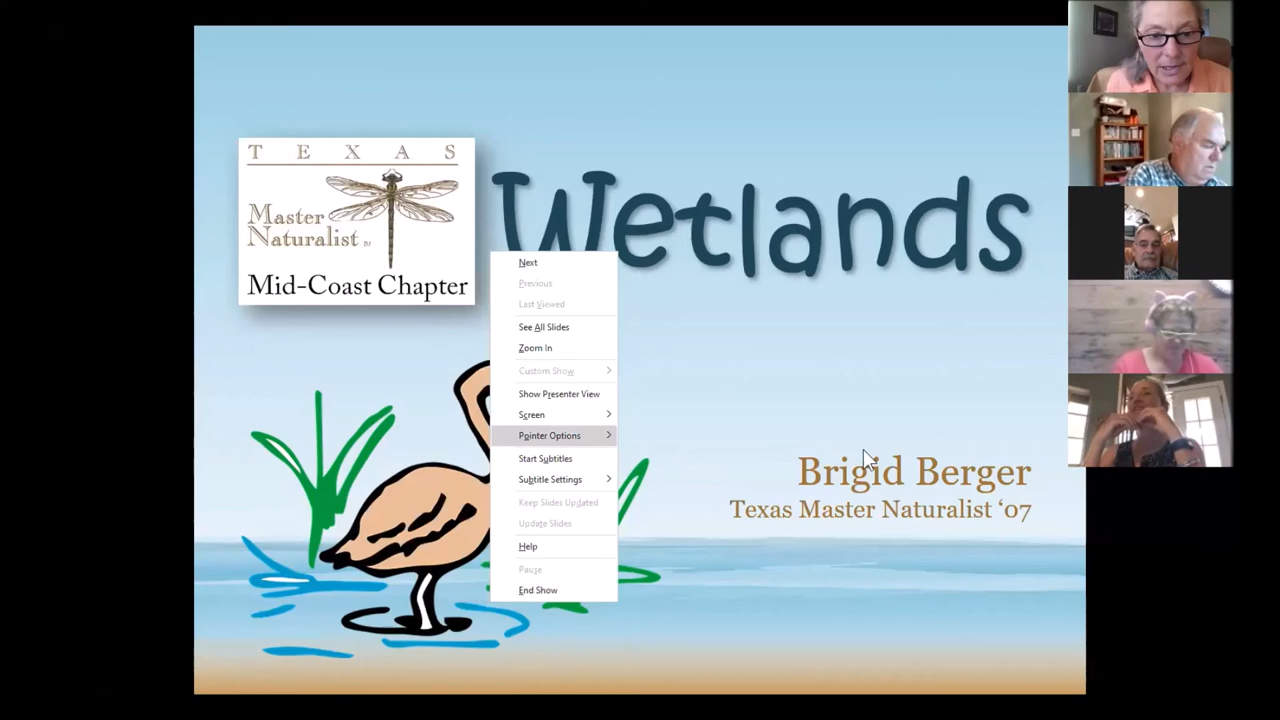 TEXAS
Master
Naturalist
Mid-Coast Chapter
Wetlands
Next
Previous
Last Viewed
See All Slides
Zoom In
Custom Show
Show Presenter View
Screen
Pointer Options
Start Subtitles
Subtitle Settings
Keep Slides Updated
Update Slides
Help
Pause
End Show
Brigid Berger
Texas Master Naturalist ‘07